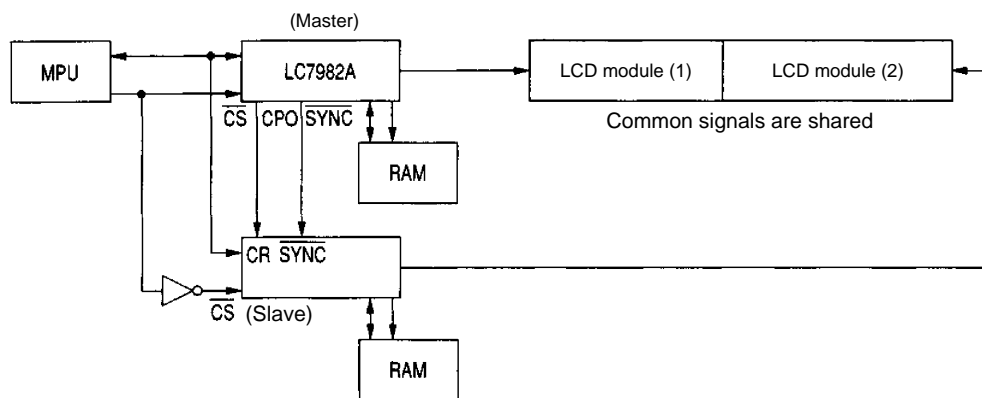 (Master)
MPU
LC7982A
LCD module (1)
LCD module (2)
CS CPO SYNC
Common signals are shared
RAM
CR SYNC
CS (Slave)
RAM